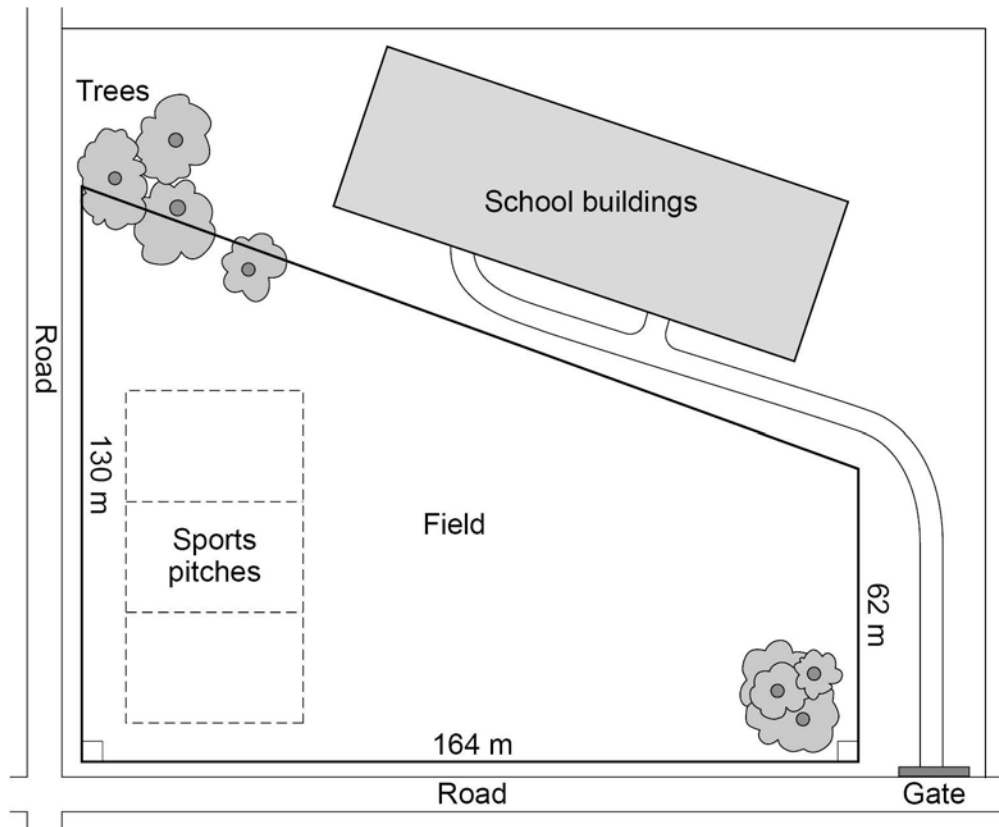 Trees
School buildings
Road
130 m
Sports
pitches
Field
62 m
164 m
Road
Gate